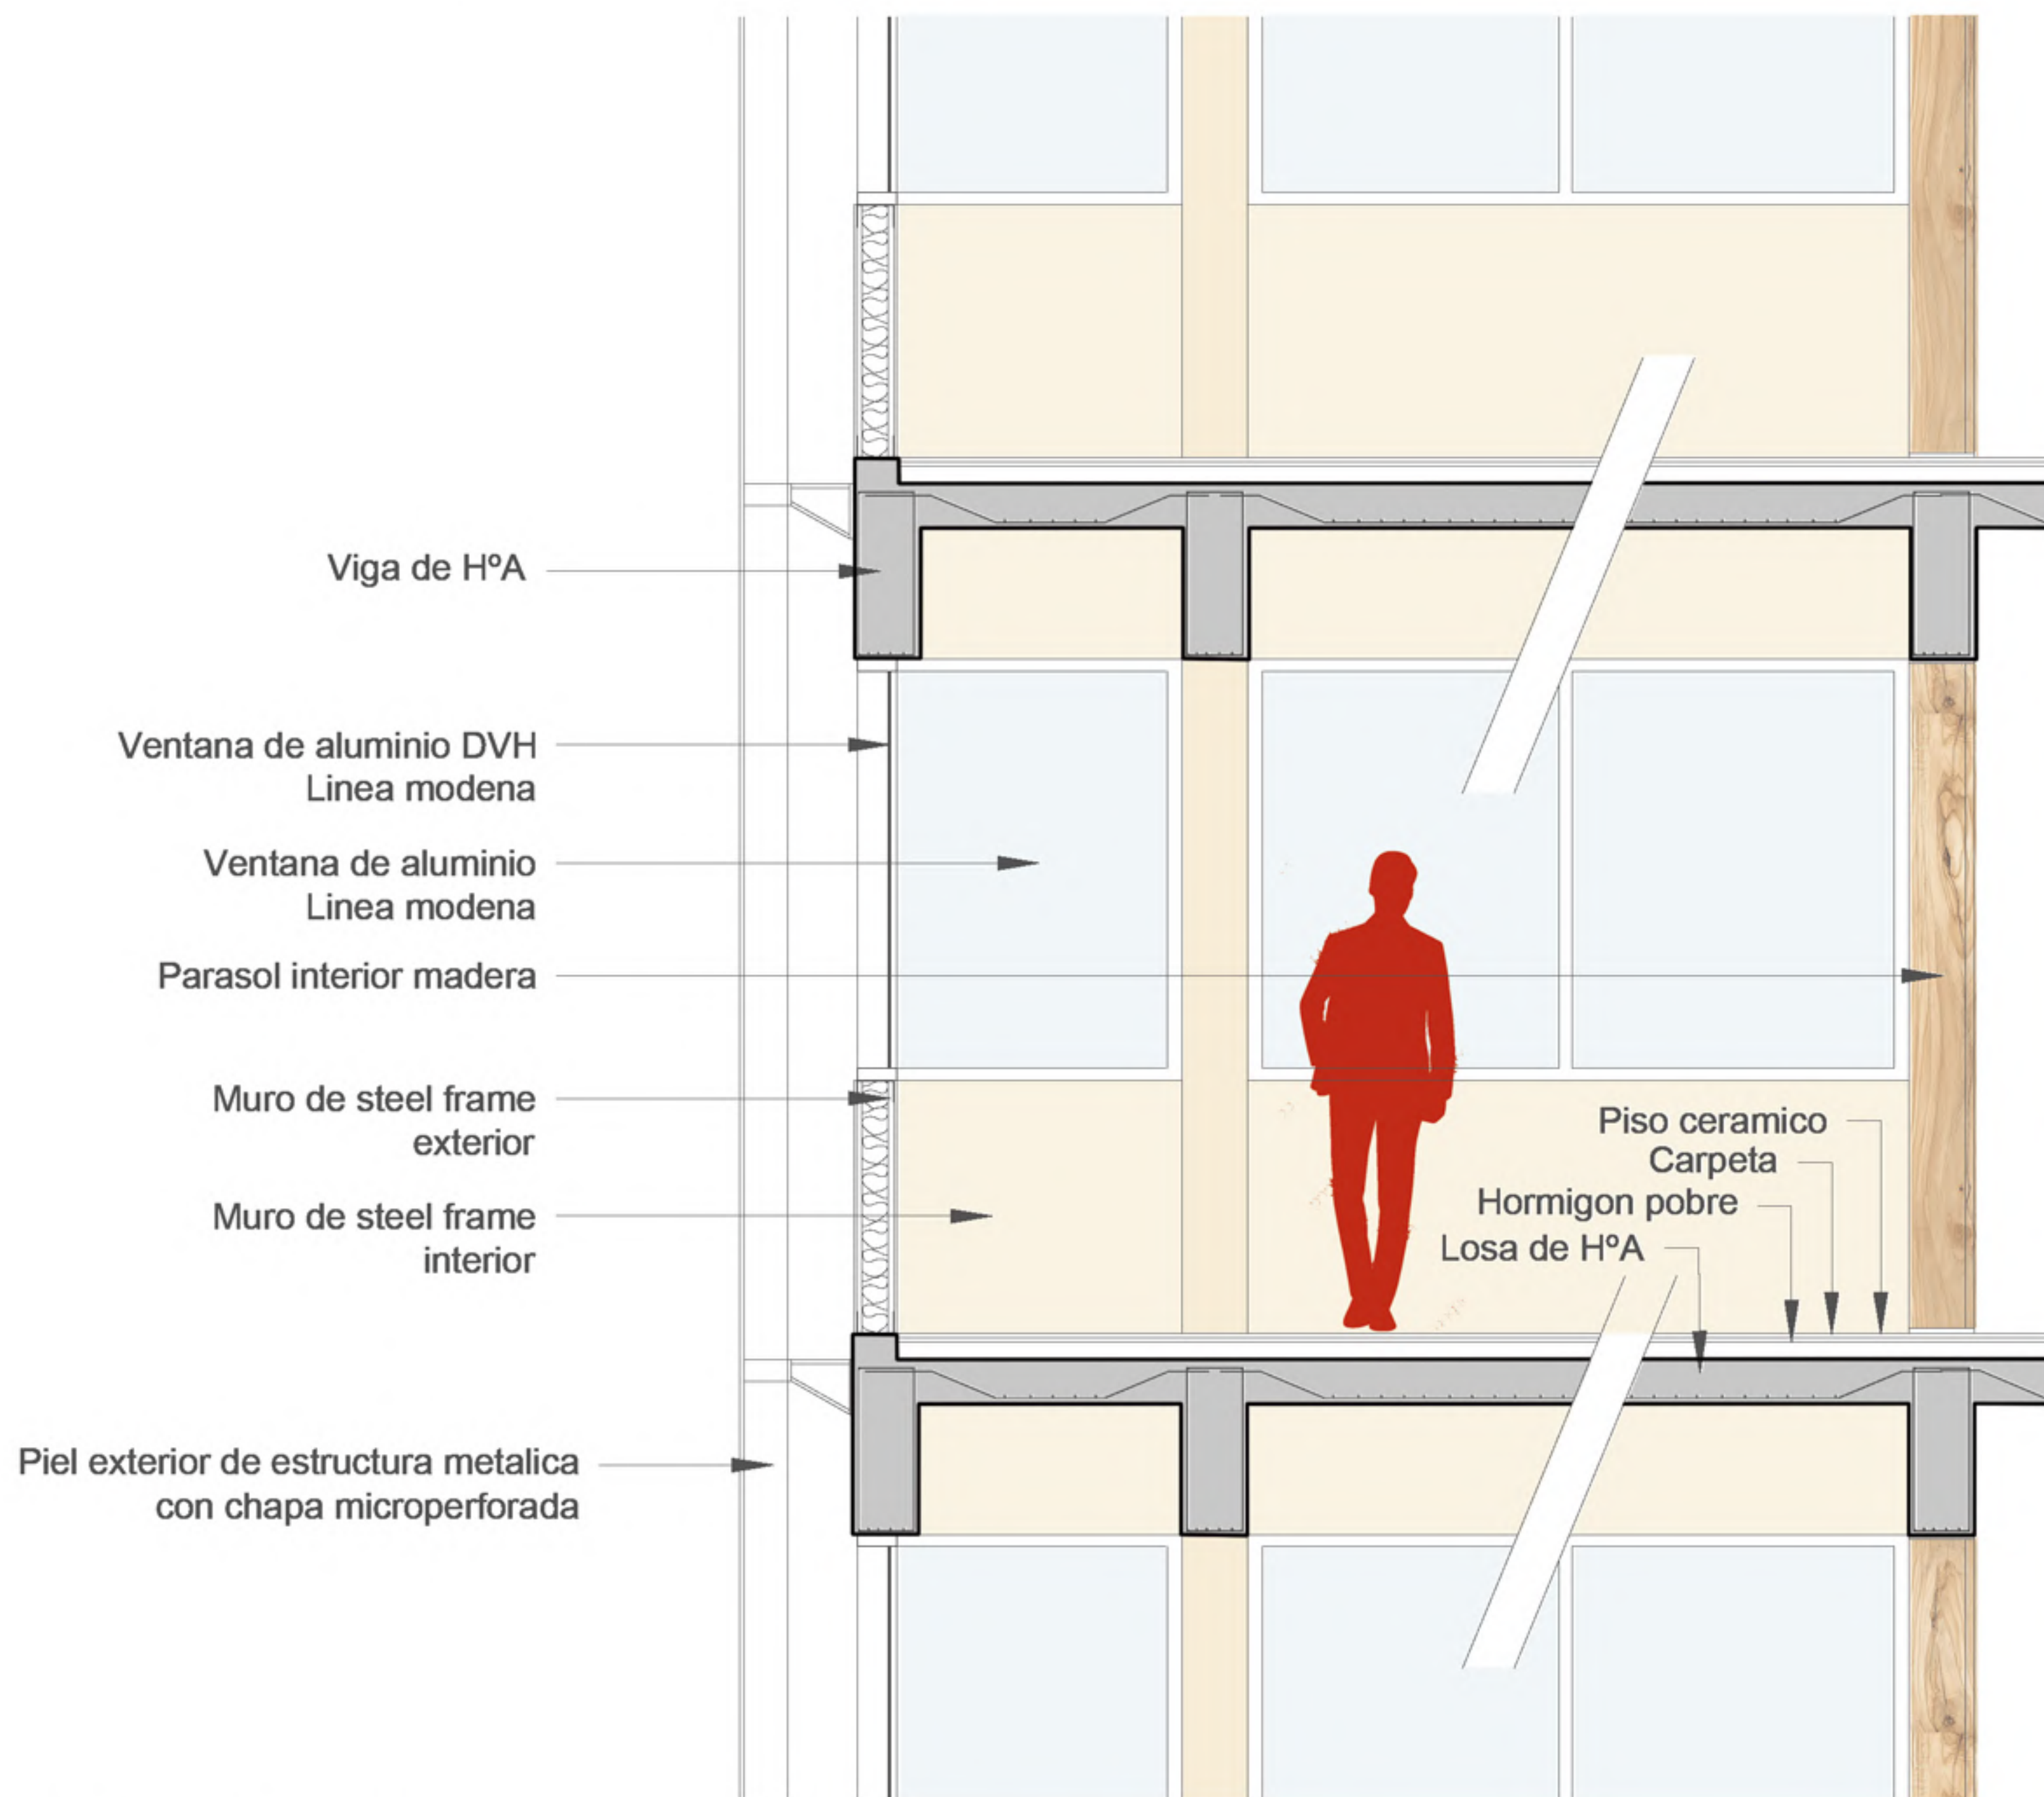 Viga de HºA
Ventana de aluminio DVH
Linea modena
Ventana de aluminio
Linea modena
Parasol interior madera
Muro de steel frame
exterior
Muro de steel frame
interior
Piso ceramico
Carpeta
Hormigon pobre
Losa de HºA
Piel exterior de estructura metalica
con chapa microperforada